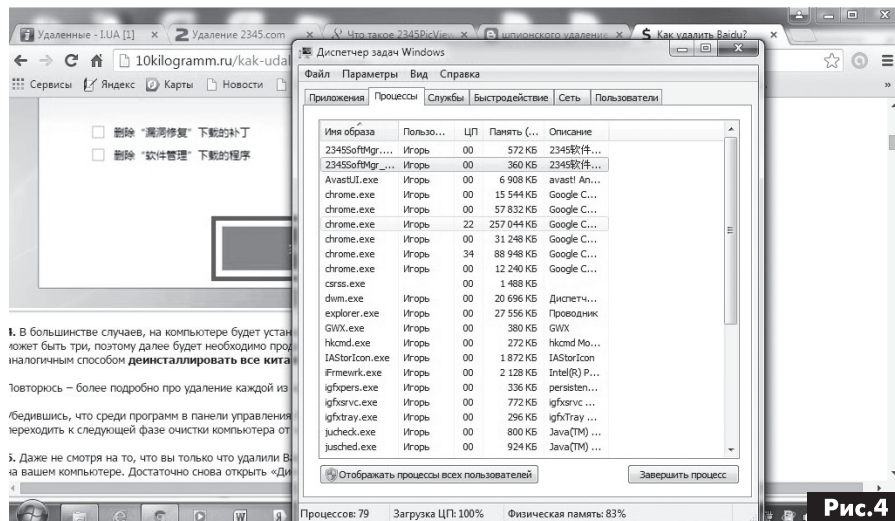 Удаленные - I.UA [1]
Удаление 2345.com
Что такое 2345PicView
шпионского удаление
Как удалить Baidu?
10kilogramm.ru/kak-udal
Сервисы Яндекс Карты Новости
删除 "漏洞修复" 下载的补丁
删除 "软件管理" 下载的程序
4. В большинстве случаев, на компьютере будет устан
может быть три, поэтому далее будет необходимо прод
аналогичным способом деинсталлировать все кита
Повторюсь – более подробно про удаление каждой из
Убедившись, что среди программ в панели управления
переходить к следующей фазе очистки компьютера от
5. Даже не смотря на то, что вы только что удалили Ba
на вашем компьютере. Достаточно снова открыть «Ди
Диспетчер задач Windows
Файл Параметры Вид Справка
Приложения Процессы Службы Быстродействие Сеть Пользователи
Имя образа Пользо... ЦП Память (... Описание
2345SoftMgr.... Игорь 00 572 КБ 2345软件...
2345SoftMgr_... Игорь 00 360 КБ 2345软件...
AvastUI.exe Игорь 00 6 908 КБ avast! An...
chrome.exe Игорь 00 15 544 КБ Google C...
chrome.exe Игорь 00 57 832 КБ Google C...
chrome.exe Игорь 22 257 044 КБ Google C...
chrome.exe Игорь 00 31 248 КБ Google C...
chrome.exe Игорь 34 88 948 КБ Google C...
chrome.exe Игорь 00 12 240 КБ Google C...
csrss.exe 00 1 488 КБ
dwm.exe Игорь 00 20 696 КБ Диспетч...
explorer.exe Игорь 00 27 556 КБ Проводник
GWX.exe Игорь 00 380 КБ GWX
hkcmd.exe Игорь 00 272 КБ hkcmd Mo...
IAStorIcon.exe Игорь 00 1 872 КБ IAStorIcon
iFrmewrk.exe Игорь 00 2 128 КБ Intel(R) P...
igfxpers.exe Игорь 00 336 КБ persisten...
igfxsrvc.exe Игорь 00 772 КБ igfxsrvc ...
igfxtray.exe Игорь 00 296 КБ igfxTray ...
jucheck.exe Игорь 00 800 КБ Java(TM) ...
jusched.exe Игорь 00 924 КБ Java(TM) ...
Отображать процессы всех пользователей Завершить процесс
Процессов: 79 Загрузка ЦП: 100% Физическая память: 83%
Рис.4